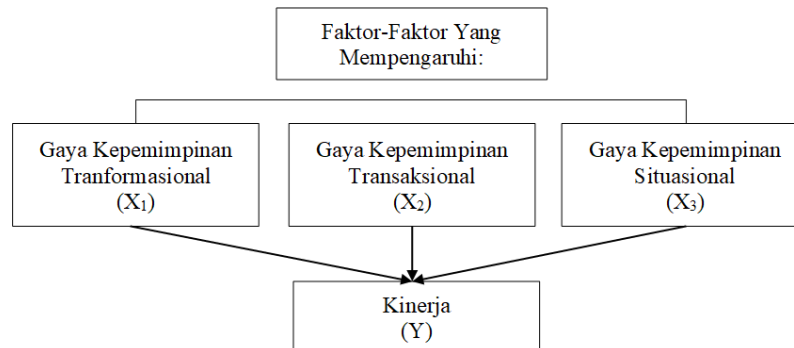 Faktor-Faktor Yang
Mempengaruhi:
Gaya Kepemimpinan
Tranformasional
(X₁)
Gaya Kepemimpinan
Transaksional
(X₂)
Gaya Kepemimpinan
Situasional
(X₃)
Kinerja
(Y)